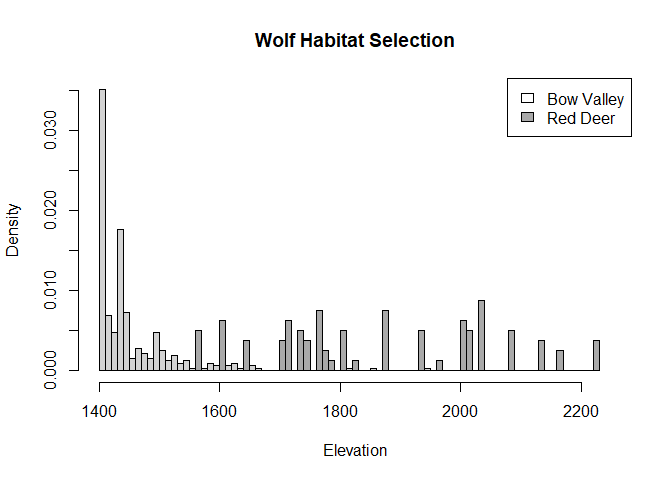 Wolf Habitat Selection
Bow Valley
Red Deer
Density
0.030
0.020
0.010
0.000
1400 1600 1800 2000 2200
Elevation